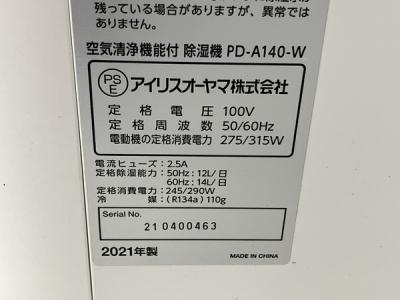 残っている場合がありますが、異常では
ありません。
空気清浄機能付 除湿機 PD-A140-W
PS
E
アイリスオーヤマ株式会社
定格電圧 100V
定格周波数 50/60Hz
電動機の定格消費電力 275/315W
電流ヒューズ: 2.5A
定格除湿能力: 50Hz: 12L/日
60Hz: 14L/日
定格消費電力: 245/290W
冷媒: (R134a) 110g
Serial No.
210400463
2021年製
MADE IN CHINA